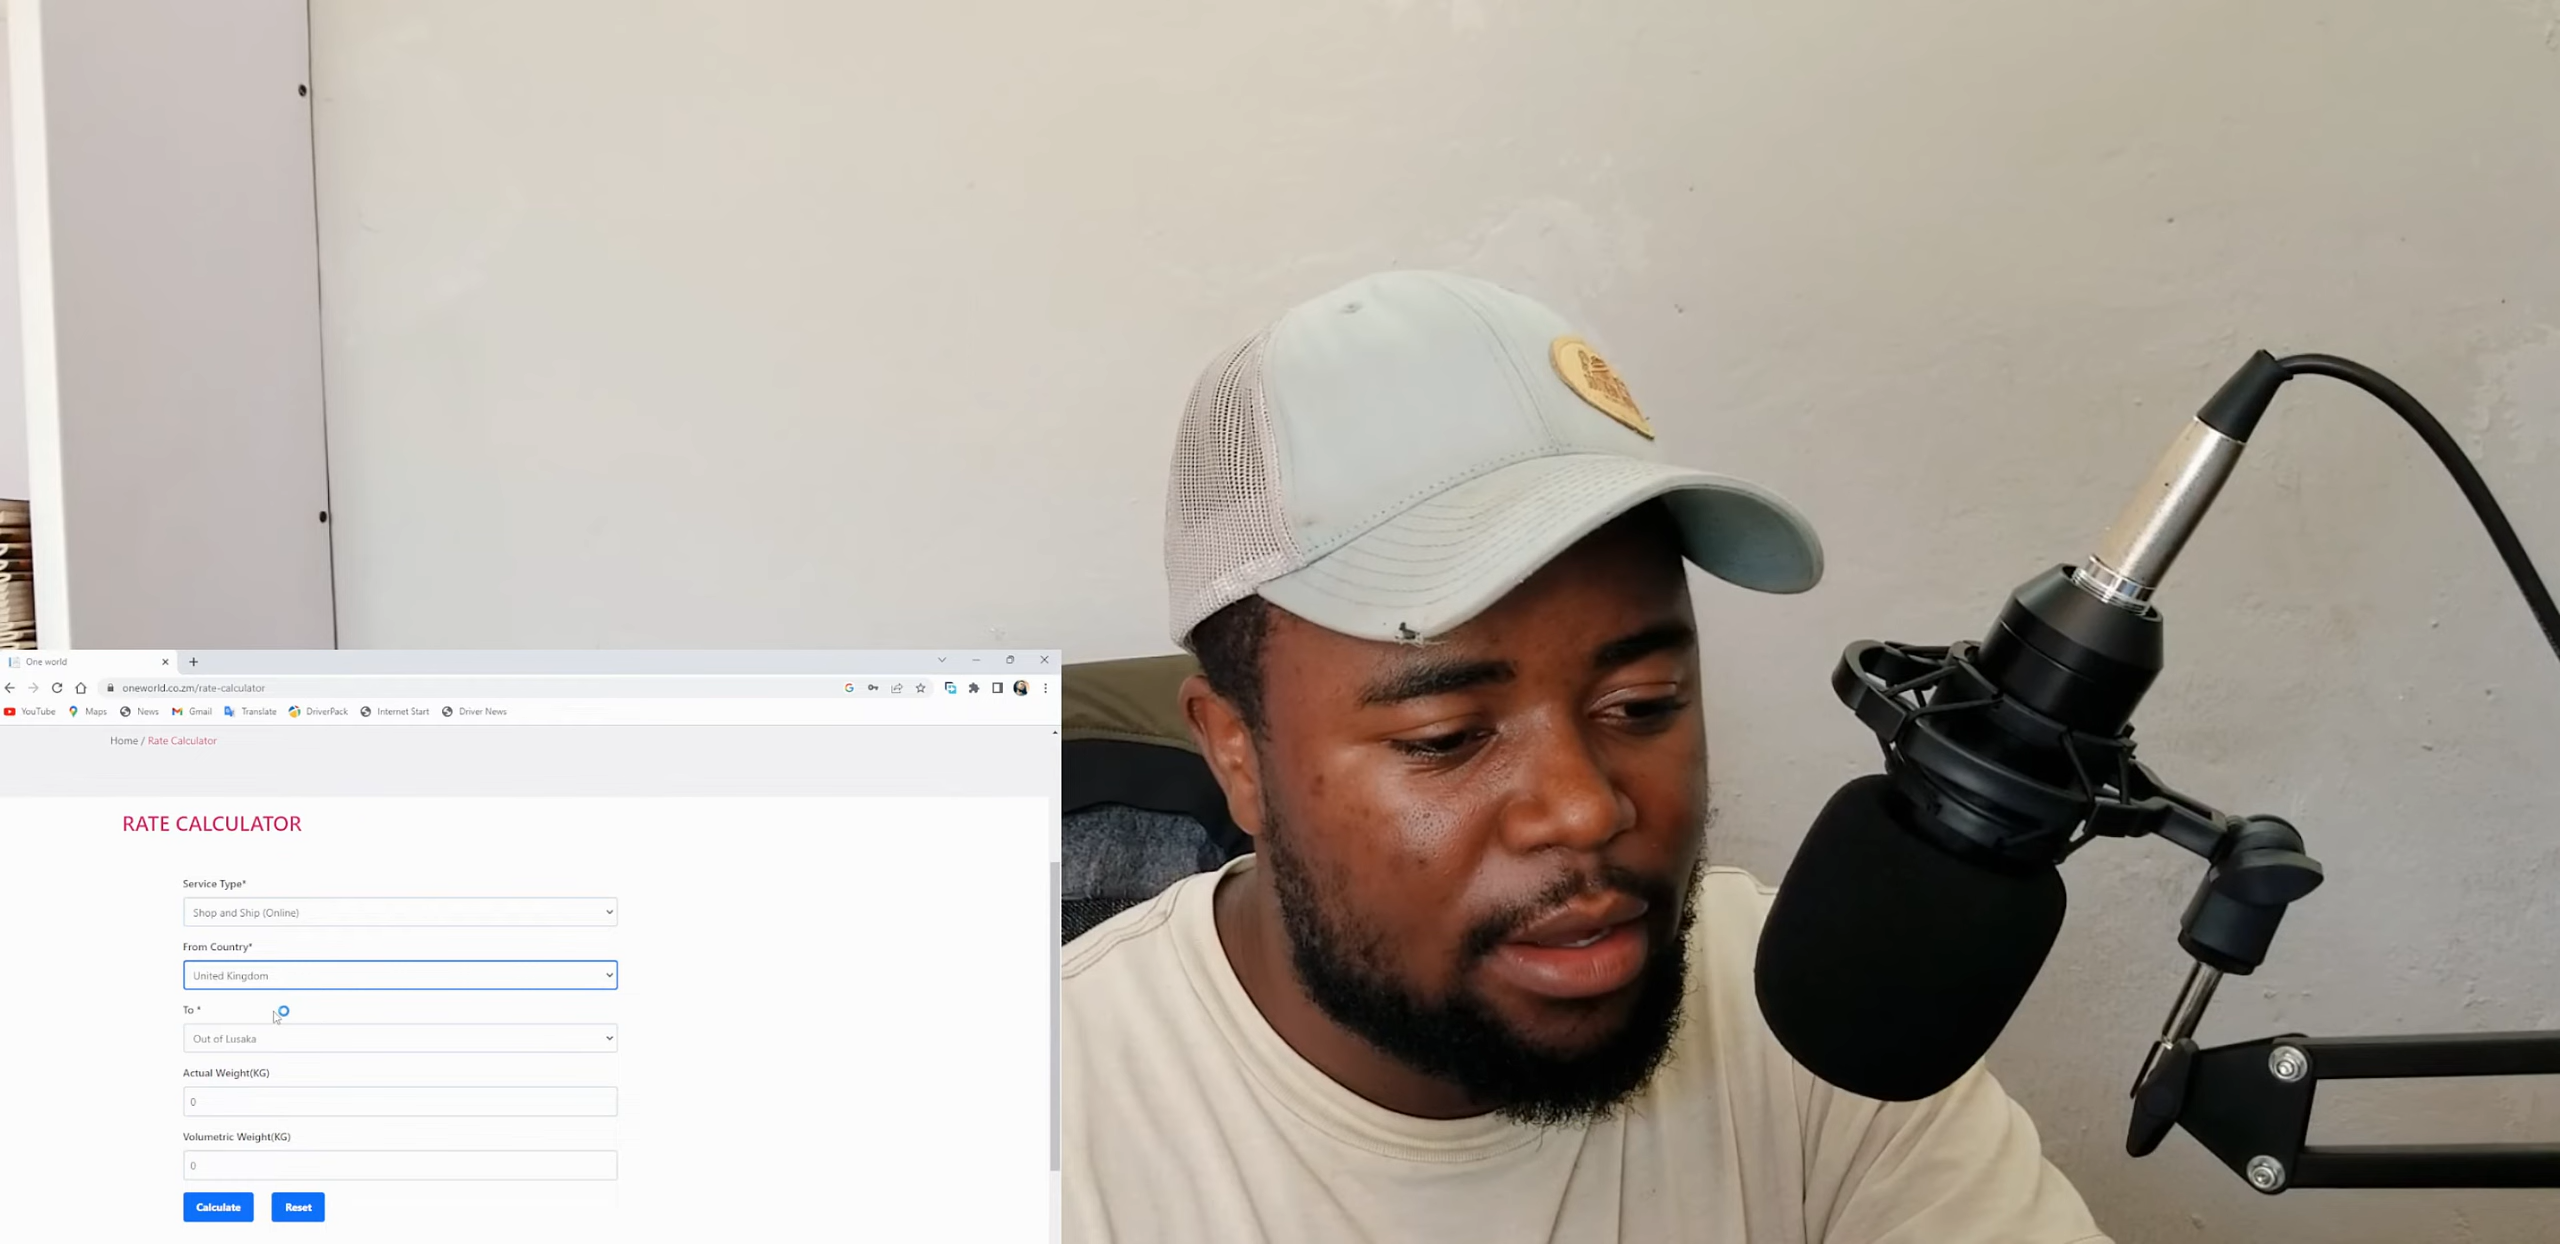 One world
oneworld.co.zm/rate-calculator
YouTube Maps News Gmail Translate DriverPack Internet Start Driver News
Home / Rate Calculator
RATE CALCULATOR
Service Type*
Shop and Ship (Online)
From Country*
United Kingdom
To *
Out of Lusaka
Actual Weight(KG)
0
Volumetric Weight(KG)
0
Calculate Reset